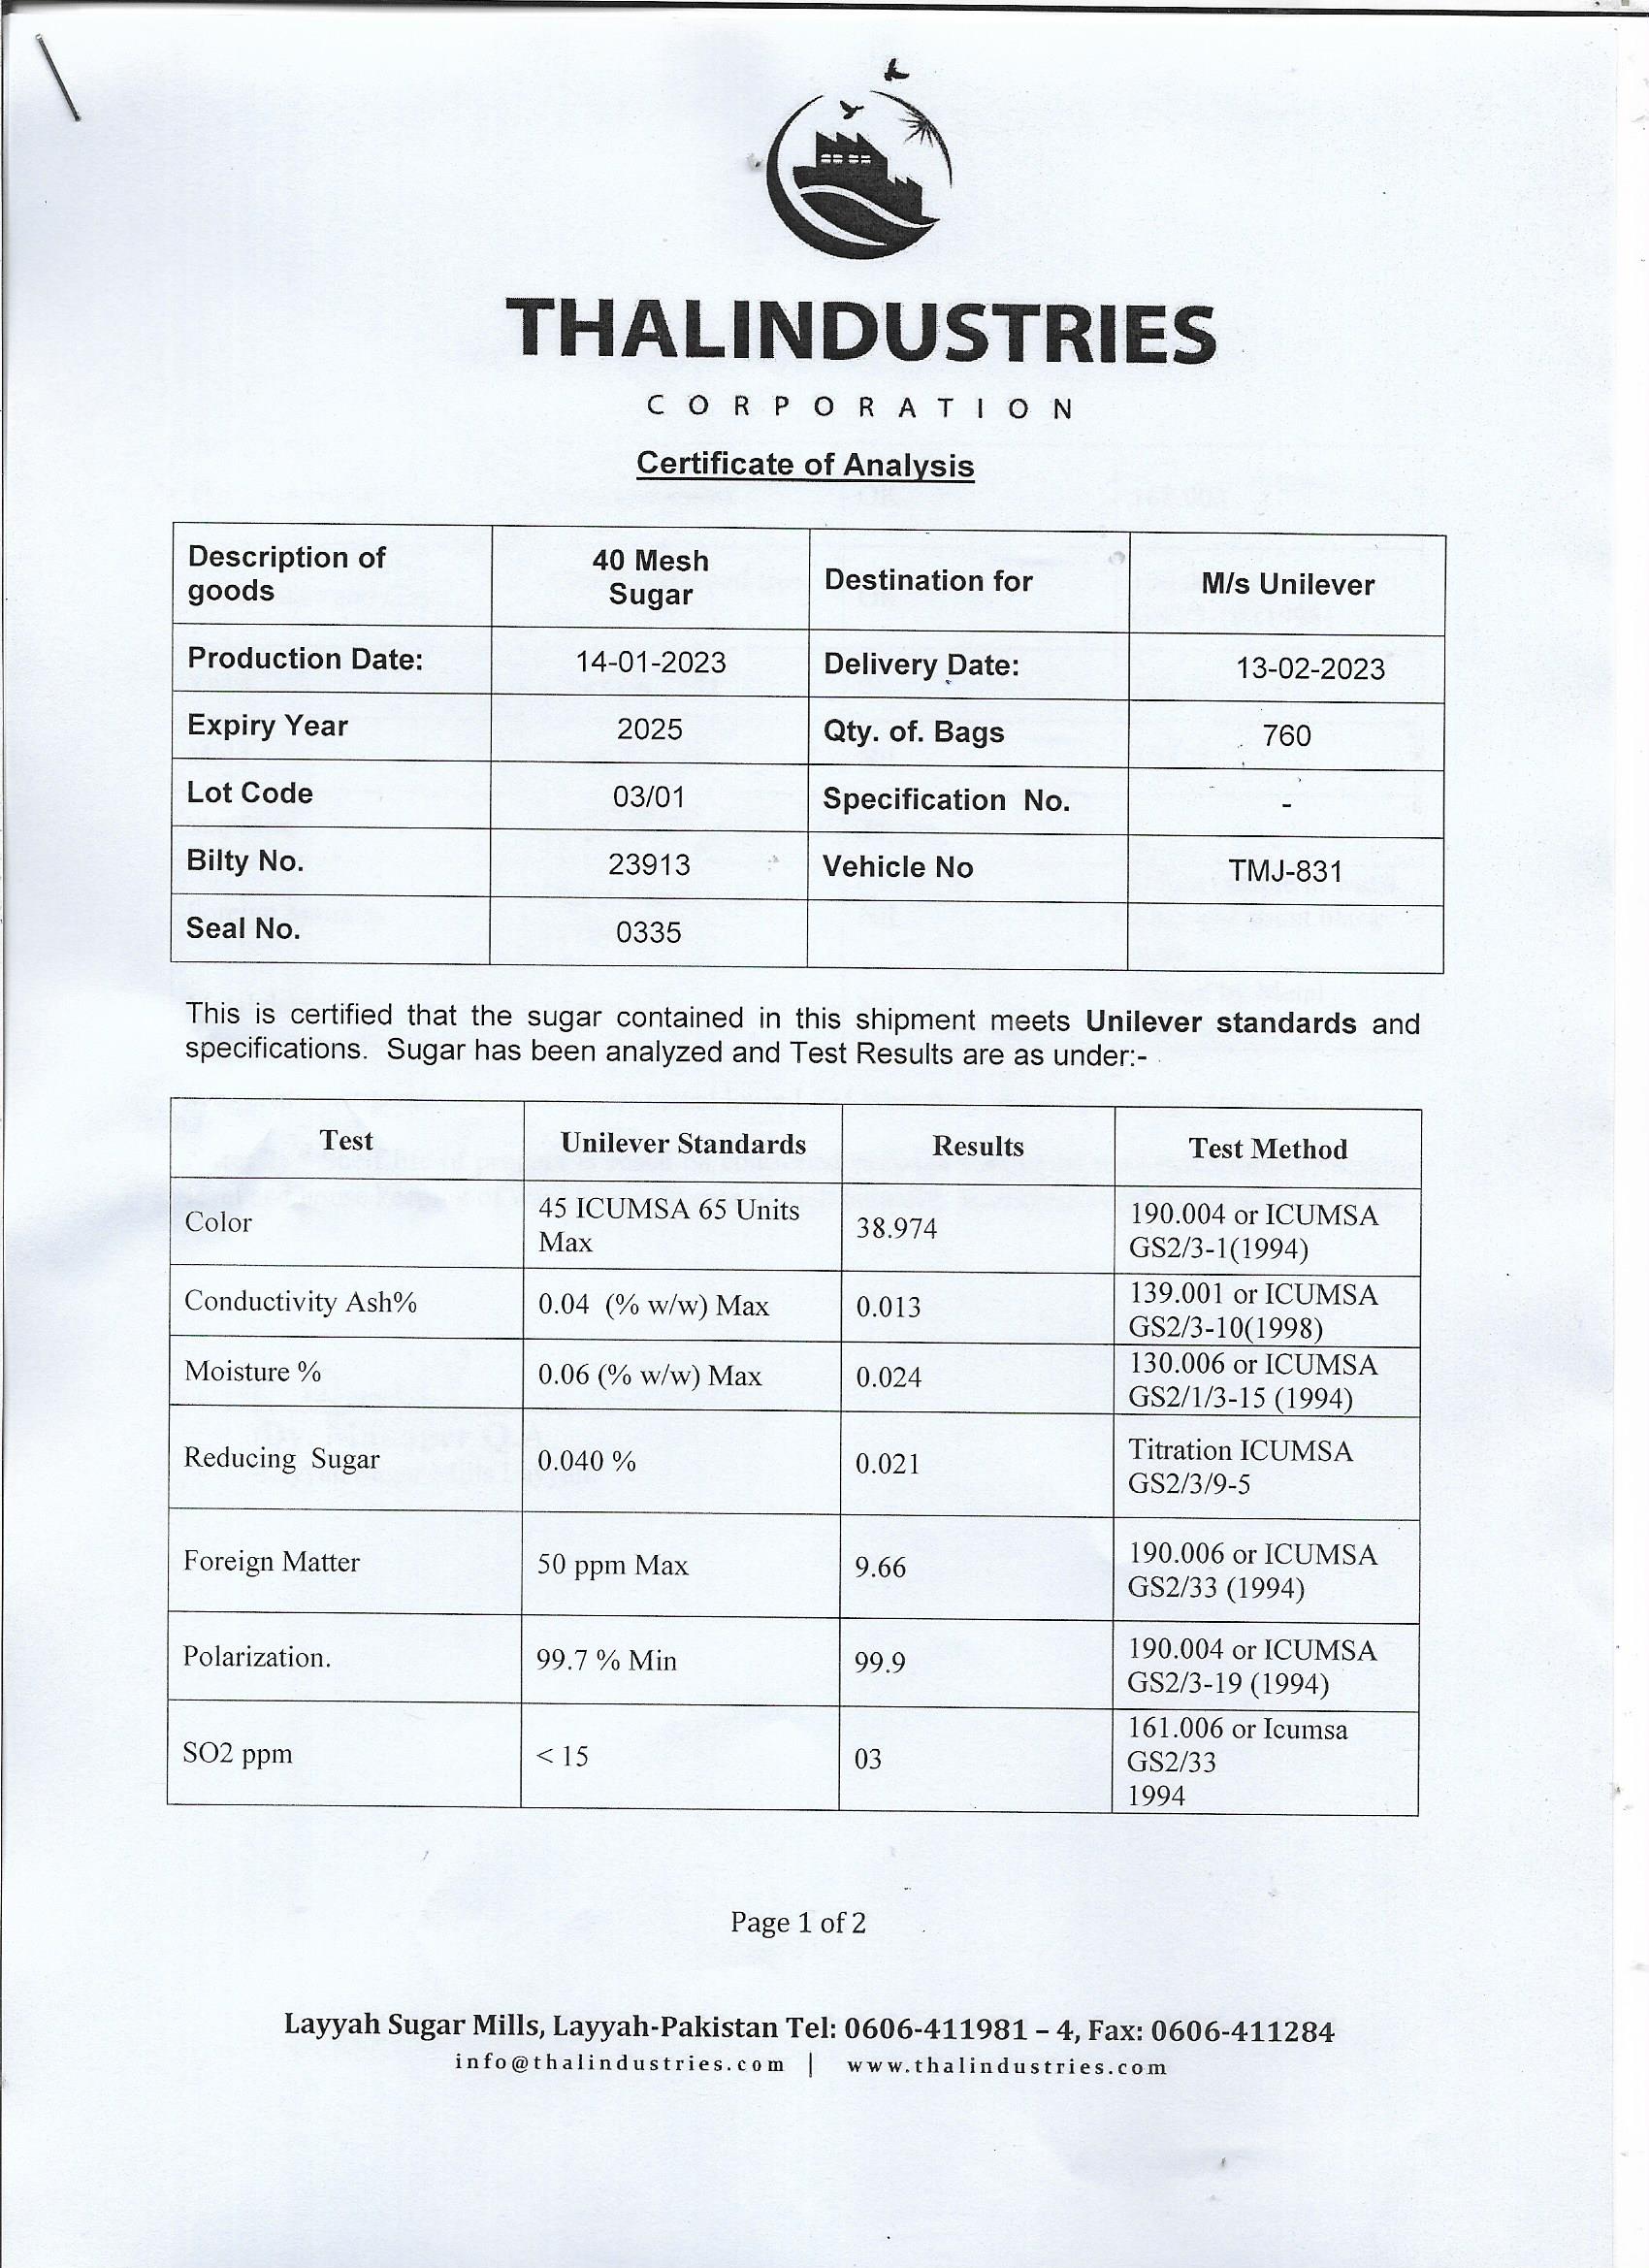 THALINDUSTRIES
CORPORATION
Certificate of Analysis
Description of goods 40 Mesh Sugar Destination for M/s Unilever
Production Date: 14-01-2023 Delivery Date: 13-02-2023
Expiry Year 2025 Qty. of. Bags 760
Lot Code 03/01 Specification No. -
Bilty No. 23913 Vehicle No TMJ-831
Seal No. 0335
This is certified that the sugar contained in this shipment meets Unilever standards and
specifications. Sugar has been analyzed and Test Results are as under:-
Test Unilever Standards Results Test Method
Color 45 ICUMSA 65 Units Max 38.974 190.004 or ICUMSA GS2/3-1(1994)
Conductivity Ash% 0.04 (% w/w) Max 0.013 139.001 or ICUMSA GS2/3-10(1998)
Moisture % 0.06 (% w/w) Max 0.024 130.006 or ICUMSA GS2/1/3-15 (1994)
Reducing Sugar 0.040 % 0.021 Titration ICUMSA GS2/3/9-5
Foreign Matter 50 ppm Max 9.66 190.006 or ICUMSA GS2/33 (1994)
Polarization. 99.7 % Min 99.9 190.004 or ICUMSA GS2/3-19 (1994)
SO2 ppm < 15 03 161.006 or Icumsa GS2/33 1994
Page 1 of 2
Layyah Sugar Mills, Layyah-Pakistan Tel: 0606-411981 – 4, Fax: 0606-411284
info@thalindustries.com | www.thalindustries.com